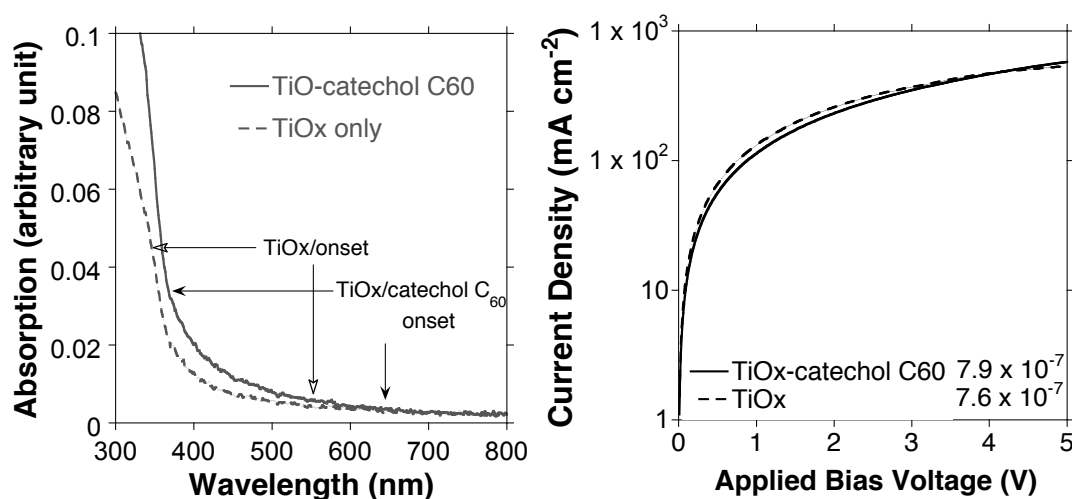 Absorption (arbitrary unit)
0.1
0.08
0.06
0.04
0.02
0
TiO-catechol C60
TiOx only
TiOx/onset
TiOx/catechol C₆₀
onset
300 400 500 600 700 800
Wavelength (nm)
Current Density (mA cm⁻²)
1 x 10³
1 x 10²
10
1
TiOx-catechol C60 7.9 x 10⁻⁷
TiOx 7.6 x 10⁻⁷
0 1 2 3 4 5
Applied Bias Voltage (V)